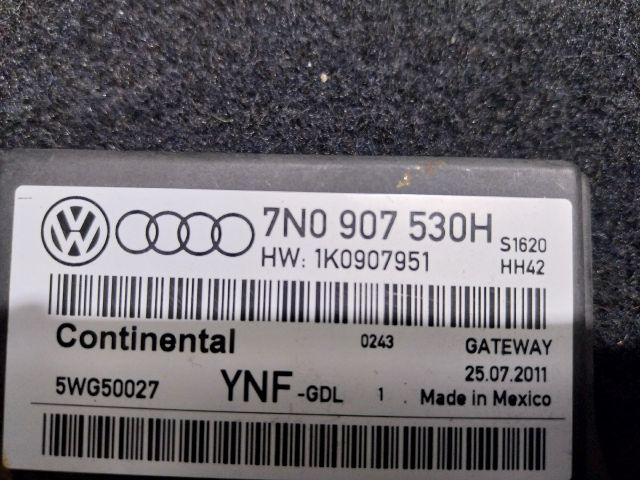 7N0 907 530H S1620
HW: 1K0907951 HH42
Continental 0243 GATEWAY
5WG50027 YNF -GDL 1 25.07.2011
Made in Mexico